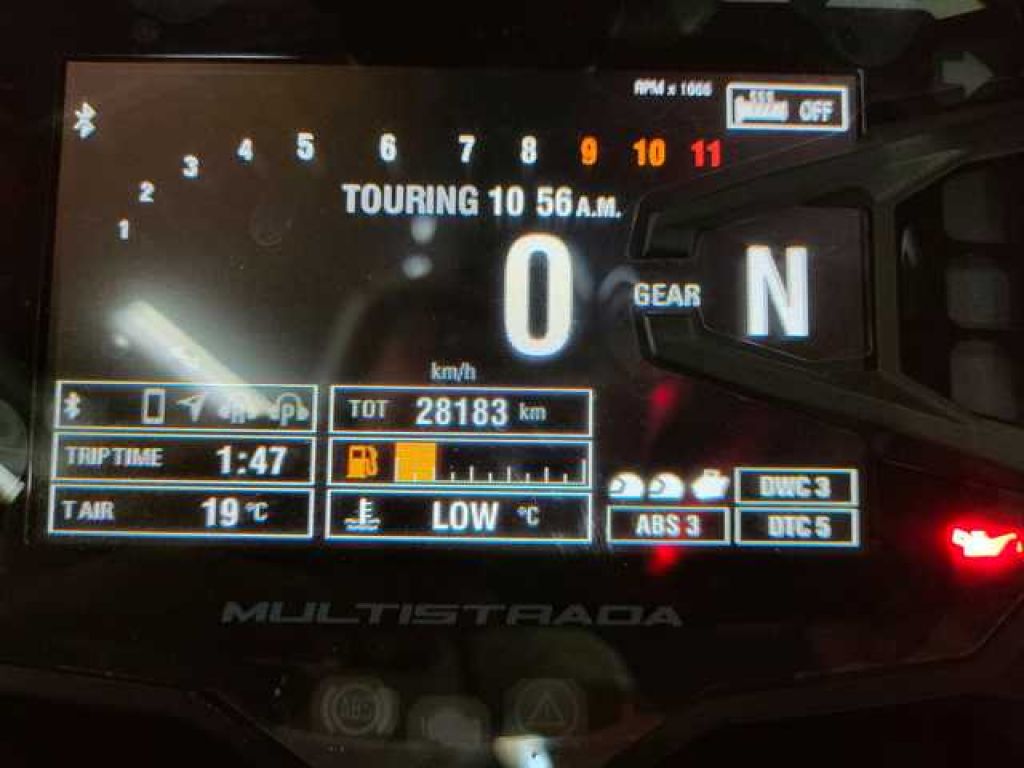 RPM x 1000
OFF
1 2 3 4 5 6 7 8 9 10 11
TOURING 10 56 A.M.
0
GEAR N
km/h
TOT 28183 km
TRIP TIME 1:47
T AIR 19 °C
LOW °C
DWC 3
ABS 3
DTC 5
MULTISTRADA
ABS